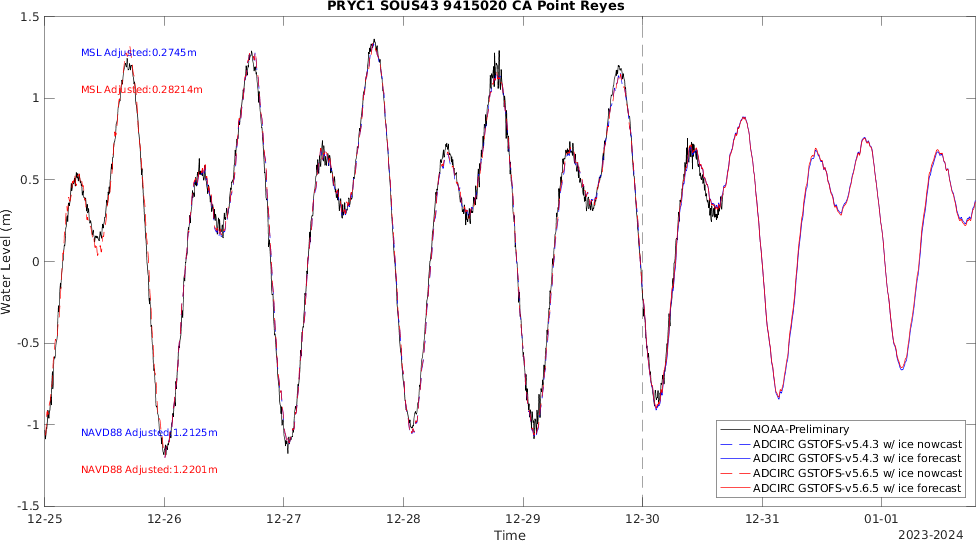 PRYC1 SOUS43 9415020 CA Point Reyes
1.5
1
0.5
0
-0.5
-1
-1.5
Water Level (m)
MSL Adjusted:0.2745m
MSL Adjusted:0.28214m
NAVD88 Adjusted:1.2125m
NAVD88 Adjusted:1.2201m
NOAA-Preliminary
ADCIRC GSTOFS-v5.4.3 w/ ice nowcast
ADCIRC GSTOFS-v5.4.3 w/ ice forecast
ADCIRC GSTOFS-v5.6.5 w/ ice nowcast
ADCIRC GSTOFS-v5.6.5 w/ ice forecast
12-25 12-26 12-27 12-28 12-29 12-30 12-31 01-01
Time
2023-2024